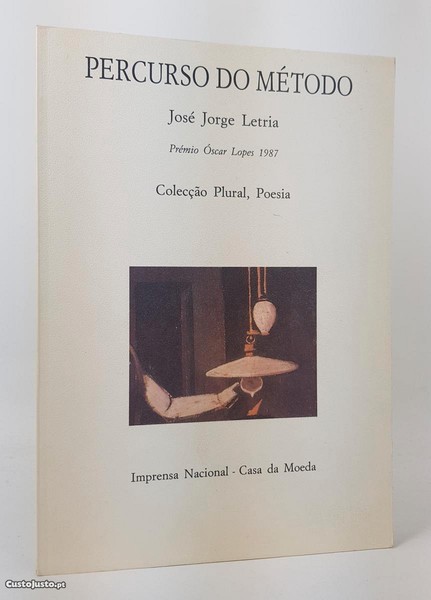 PERCURSO DO MÉTODO
José Jorge Letria
Prémio Óscar Lopes 1987
Colecção Plural, Poesia
Imprensa Nacional - Casa da Moeda
CustoJusto.pt